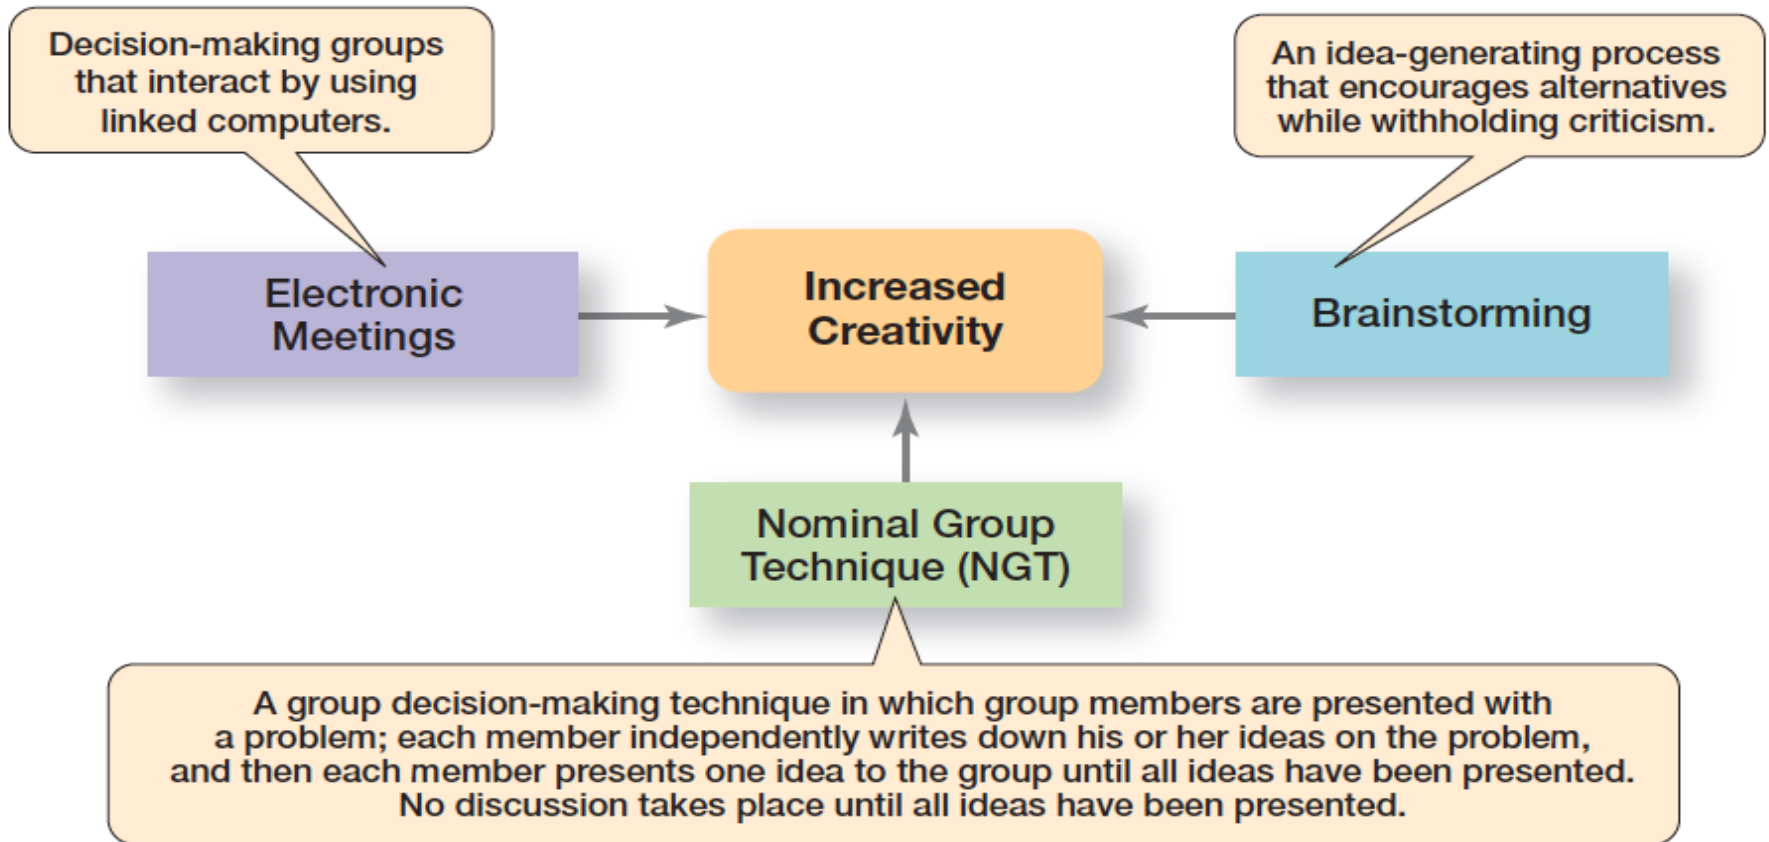 Decision-making groups
that interact by using
linked computers.
An idea-generating process
that encourages alternatives
while withholding criticism.
Electronic
Meetings
Increased
Creativity
Brainstorming
Nominal Group
Technique (NGT)
A group decision-making technique in which group members are presented with
a problem; each member independently writes down his or her ideas on the problem,
and then each member presents one idea to the group until all ideas have been presented.
No discussion takes place until all ideas have been presented.